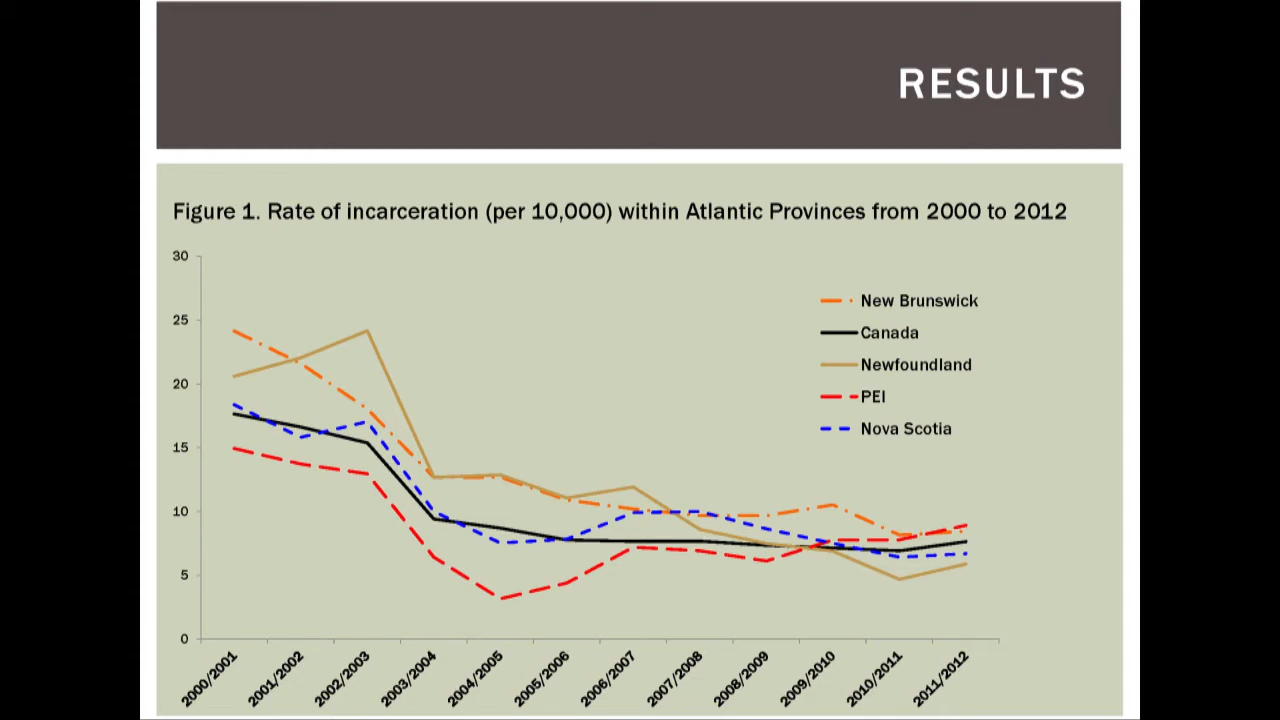 RESULTS
Figure 1. Rate of incarceration (per 10,000) within Atlantic Provinces from 2000 to 2012
30
25
20
15
10
5
0
New Brunswick
Canada
Newfoundland
PEI
Nova Scotia
2000/2001
2001/2002
2002/2003
2003/2004
2004/2005
2005/2006
2006/2007
2007/2008
2008/2009
2009/2010
2010/2011
2011/2012